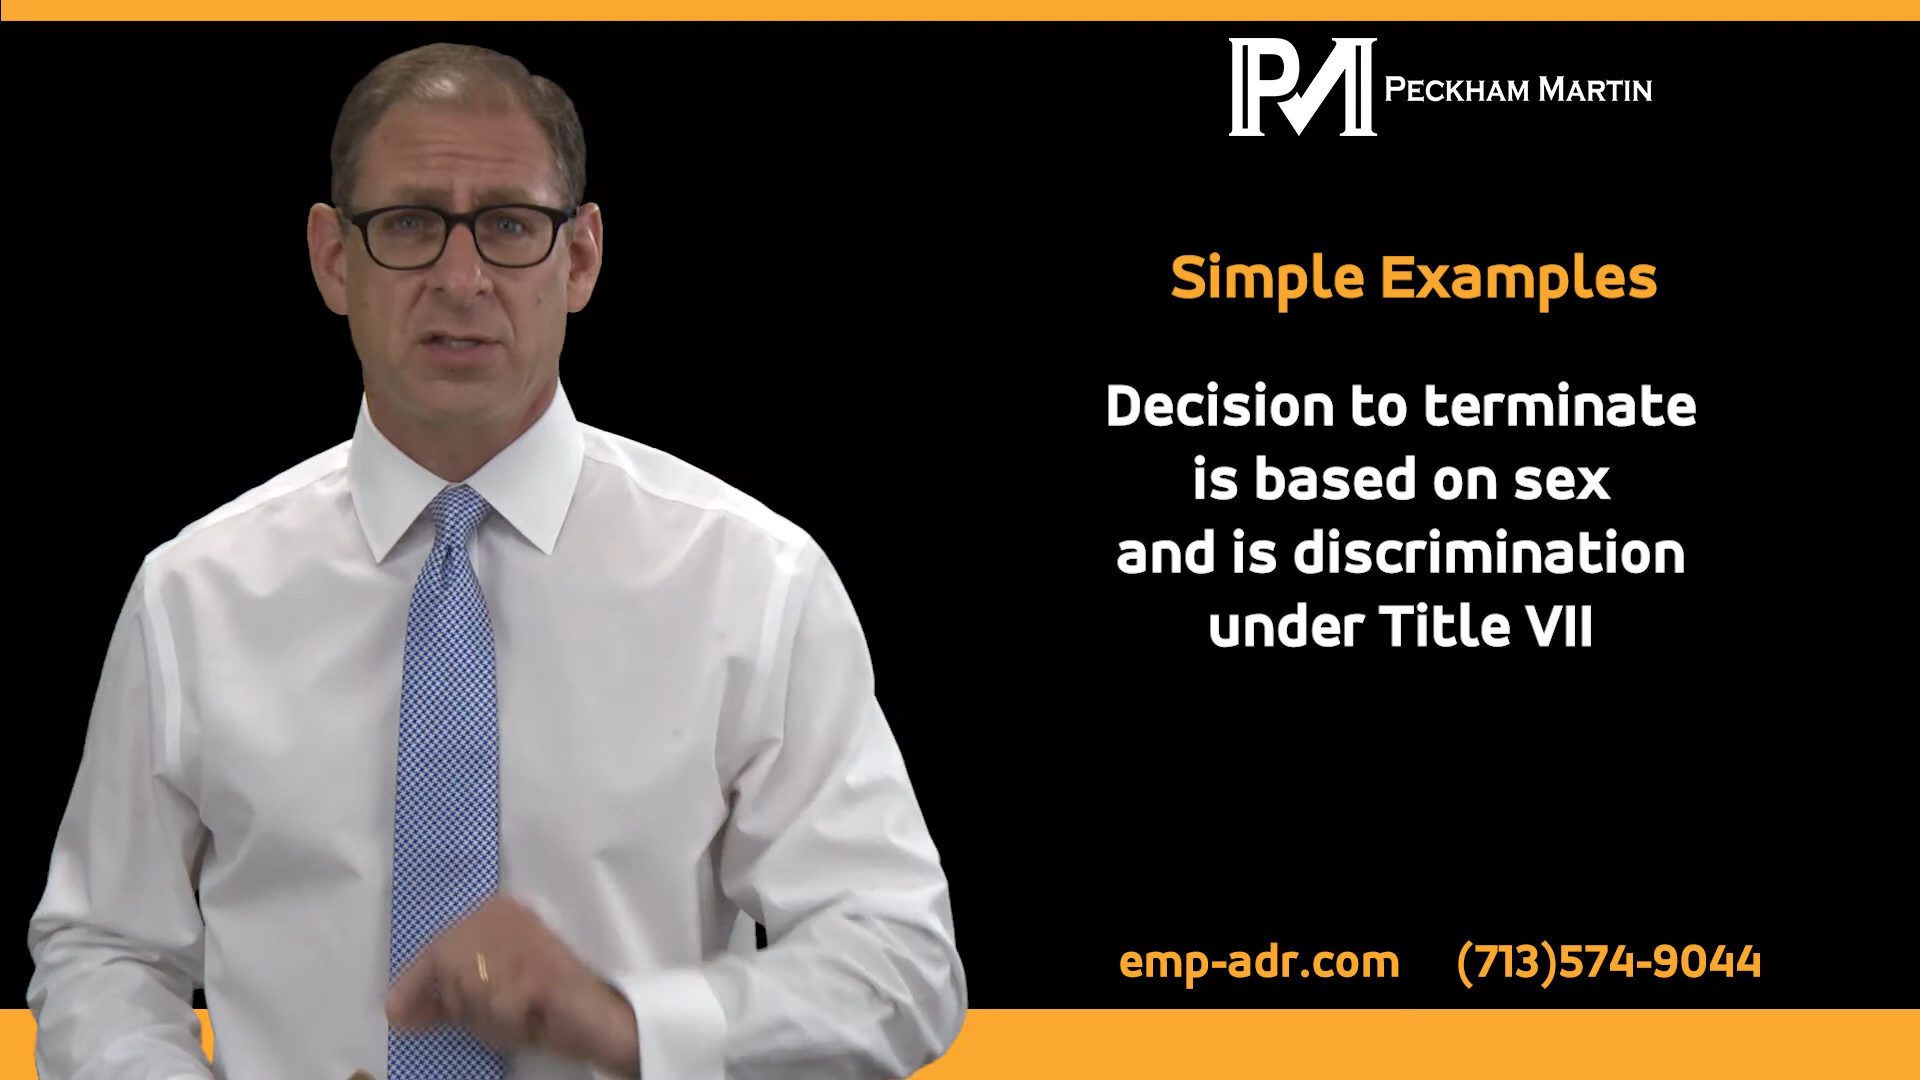 PM PECKHAM MARTIN
Simple Examples
Decision to terminate
is based on sex
and is discrimination
under Title VII
emp-adr.com (713)574-9044